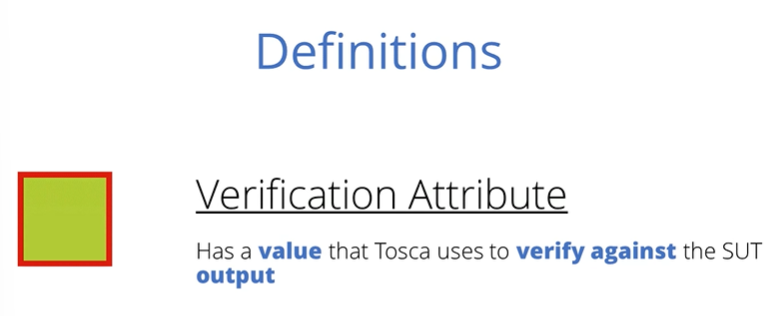 Definitions
Verification Attribute
Has a value that Tosca uses to verify against the SUT
output